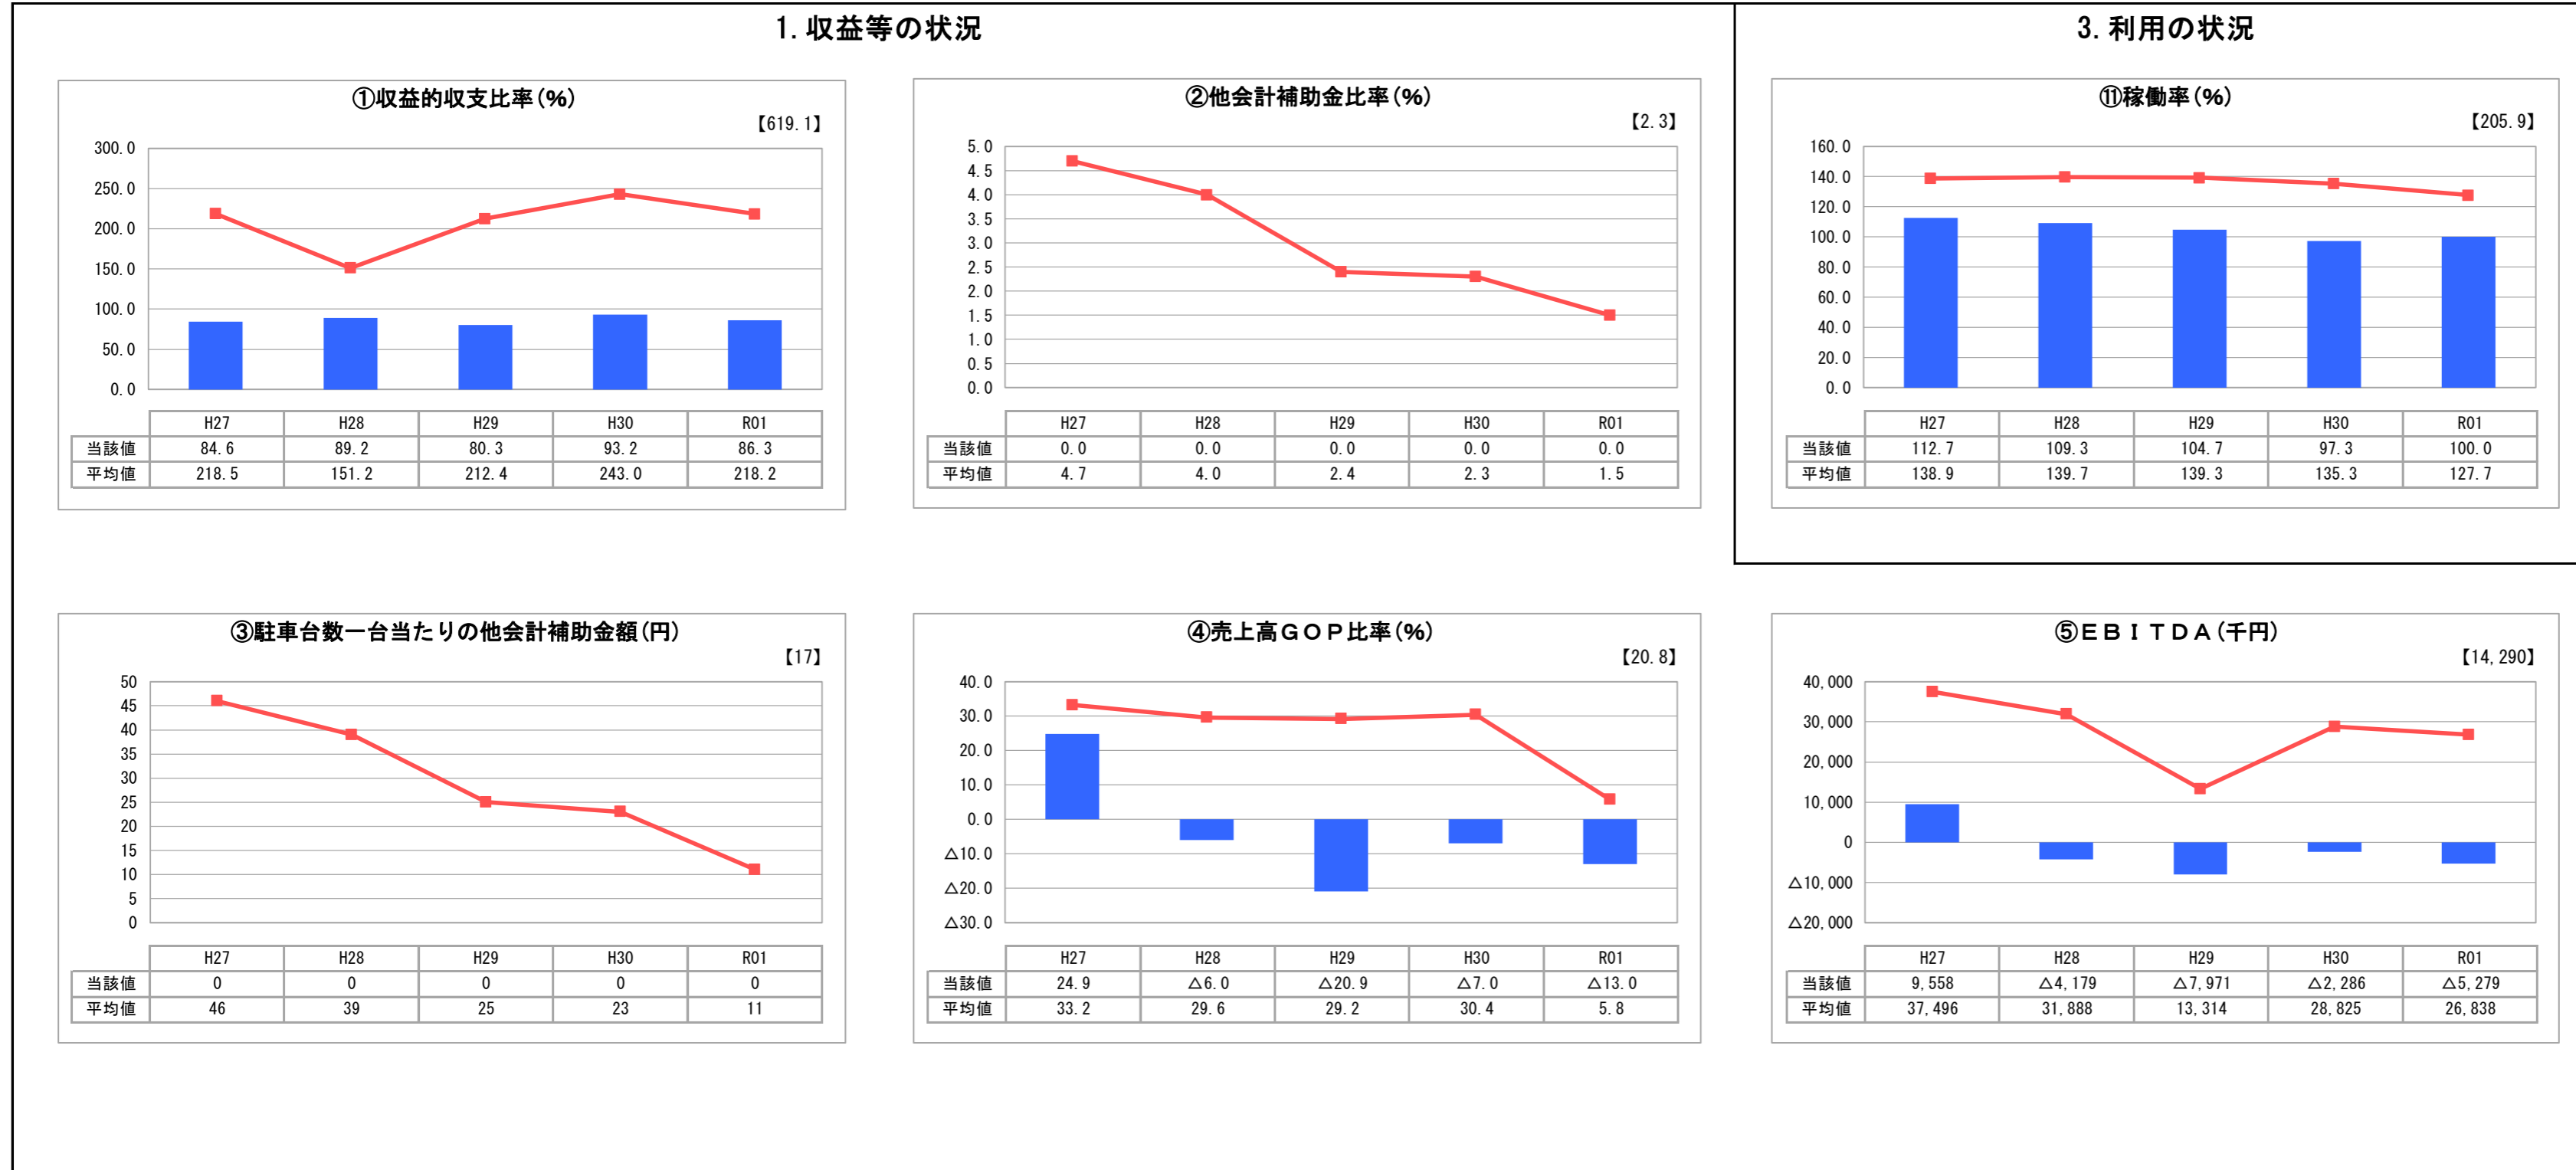 1. 収益等の状況
3. 利用の状況
①収益的収支比率(%)
【619.1】
300.0
250.0
200.0
150.0
100.0
50.0
0.0
H27 H28 H29 H30 R01
当該値 84.6 89.2 80.3 93.2 86.3
平均値 218.5 151.2 212.4 243.0 218.2
②他会計補助金比率(%)
【2.3】
5.0
4.5
4.0
3.5
3.0
2.5
2.0
1.5
1.0
0.5
0.0
H27 H28 H29 H30 R01
当該値 0.0 0.0 0.0 0.0 0.0
平均値 4.7 4.0 2.4 2.3 1.5
⑪稼働率(%)
【205.9】
160.0
140.0
120.0
100.0
80.0
60.0
40.0
20.0
0.0
H27 H28 H29 H30 R01
当該値 112.7 109.3 104.7 97.3 100.0
平均値 138.9 139.7 139.3 135.3 127.7
③駐車台数一台当たりの他会計補助金額(円)
【17】
50
45
40
35
30
25
20
15
10
5
0
H27 H28 H29 H30 R01
当該値 0 0 0 0 0
平均値 46 39 25 23 11
④売上高ＧＯＰ比率(%)
【20.8】
40.0
30.0
20.0
10.0
0.0
△10.0
△20.0
△30.0
H27 H28 H29 H30 R01
当該値 24.9 △6.0 △20.9 △7.0 △13.0
平均値 33.2 29.6 29.2 30.4 5.8
⑤ＥＢＩＴＤＡ(千円)
【14,290】
40,000
30,000
20,000
10,000
0
△10,000
△20,000
H27 H28 H29 H30 R01
当該値 9,558 △4,179 △7,971 △2,286 △5,279
平均値 37,496 31,888 13,314 28,825 26,838